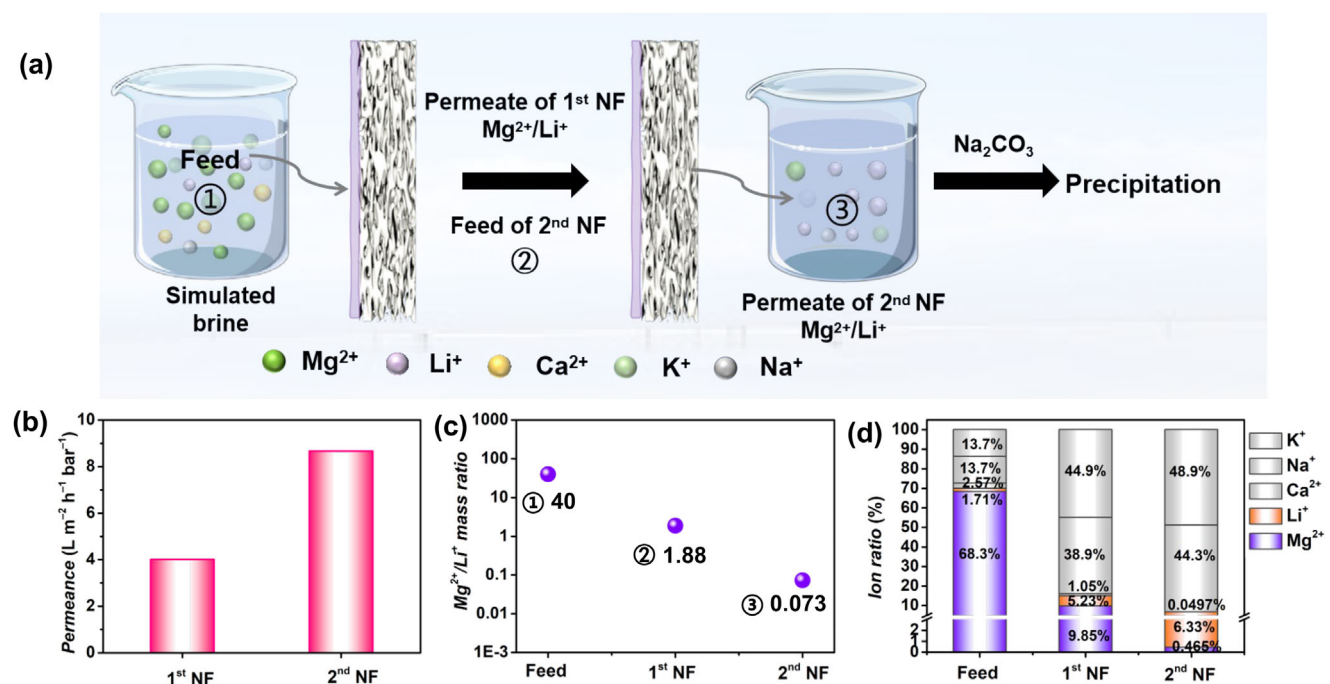 (a)
Feed
①
Simulated
brine
Permeate of 1st NF
Mg²⁺/Li⁺
Feed of 2nd NF
②
③
Permeate of 2nd NF
Mg²⁺/Li⁺
Na₂CO₃
Precipitation
Mg²⁺ Li⁺ Ca²⁺ K⁺ Na⁺
(b)
Permeance (L m⁻² h⁻¹ bar⁻¹)
10
8
6
4
2
0
1st NF 2nd NF
(c)
Mg²⁺/Li⁺ mass ratio
1000
100
10
1
0.1
0.01
1E-3
① 40
② 1.88
③ 0.073
Feed 1st NF 2nd NF
(d)
Ion ratio (%)
100
90
80
70
60
50
40
30
20
10
2
1
0
13.7%
13.7%
2.57%
1.71%
68.3%
44.9%
38.9%
1.05%
5.23%
9.85%
48.9%
44.3%
0.0497%
6.33%
0.465%
Feed 1st NF 2nd NF
K⁺
Na⁺
Ca²⁺
Li⁺
Mg²⁺